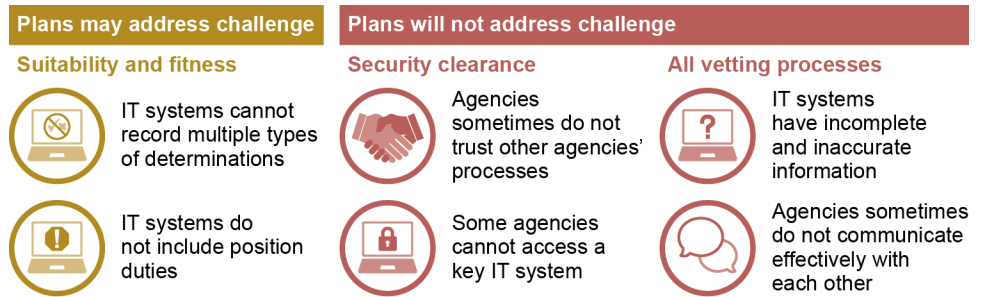 Plans may address challenge
Plans will not address challenge
Suitability and fitness
IT systems cannot
record multiple types
of determinations
IT systems do
not include position
duties
Security clearance
Agencies
sometimes do not
trust other agencies'
processes
Some agencies
cannot access a
key IT system
All vetting processes
IT systems
have incomplete
and inaccurate
information
Agencies sometimes
do not communicate
effectively with
each other